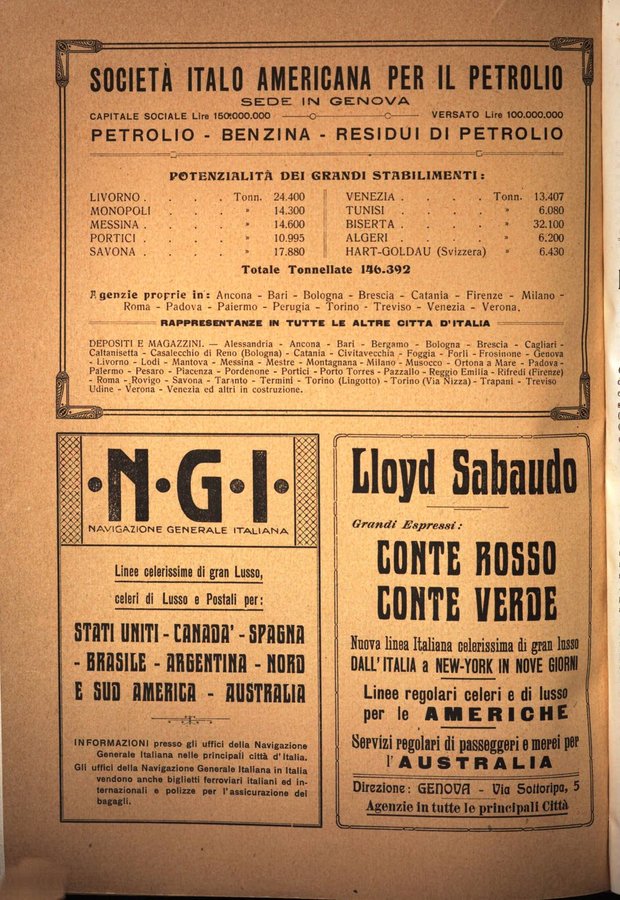 SOCIETÀ ITALO AMERICANA PER IL PETROLIO
SEDE IN GENOVA
CAPITALE SOCIALE Lire 150.000.000 VERSATO Lire 100.000.000
PETROLIO - BENZINA - RESIDUI DI PETROLIO
POTENZIALITÀ DEI GRANDI STABILIMENTI:
LIVORNO . . . . Tonn. 24.400
MONOPOLI . . . . » 14.300
MESSINA . . . . » 14.600
PORTICI . . . . » 10.995
SAVONA . . . . » 17.880
VENEZIA . . . . Tonn. 13.407
TUNISI . . . . » 6.080
BISERTA . . . . » 32.100
ALGERI . . . . » 6.200
HART-GOLDAU (Svizzera) » 6.430
Totale Tonnellate 146.392
Agenzie proprie in: Ancona - Bari - Bologna - Brescia - Catania - Firenze - Milano -
Roma - Padova - Palermo - Perugia - Torino - Treviso - Venezia - Verona.
RAPPRESENTANZE IN TUTTE LE ALTRE CITTA D'ITALIA
DEPOSITI E MAGAZZINI. — Alessandria - Ancona - Bari - Bergamo - Bologna - Brescia - Cagliari -
Caltanisetta - Casalecchio di Reno (Bologna) - Catania - Civitavecchia - Foggia - Forlì - Frosinone - Genova
- Livorno - Lodi - Mantova - Messina - Mestre - Montagnana - Milano - Musocco - Ortona a Mare - Padova -
Palermo - Pesaro - Piacenza - Pordenone - Portici - Porto Torres - Pazzallo - Reggio Emilia - Rifredi (Firenze)
- Roma - Rovigo - Savona - Taranto - Termini - Torino (Lingotto) - Torino (Via Nizza) - Trapani - Treviso
Udine - Verona - Venezia ed altri in costruzione.
·N·G·I·
NAVIGAZIONE GENERALE ITALIANA
Linee celerissime di gran Lusso,
celeri di Lusso e Postali per:
STATI UNITI - CANADA' - SPAGNA
- BRASILE - ARGENTINA - NORD
E SUD AMERICA - AUSTRALIA
INFORMAZIONI presso gli uffici della Navigazione
Generale Italiana nelle principali città d'Italia.
Gli uffici della Navigazione Generale Italiana in Italia
vendono anche biglietti ferroviari italiani ed in-
ternazionali e polizze per l'assicurazione dei
bagagli.
Lloyd Sabaudo
Grandi Espressi:
CONTE ROSSO
CONTE VERDE
Nuova linea Italiana celerissima di gran lusso
DALL'ITALIA a NEW-YORK IN NOVE GIORNI
Linee regolari celeri e di lusso
per le AMERICHE
Servizi regolari di passeggeri e merci per
l'AUSTRALIA
Direzione: GENOVA - Via Sottoripa, 5
Agenzie in tutte le principali Città